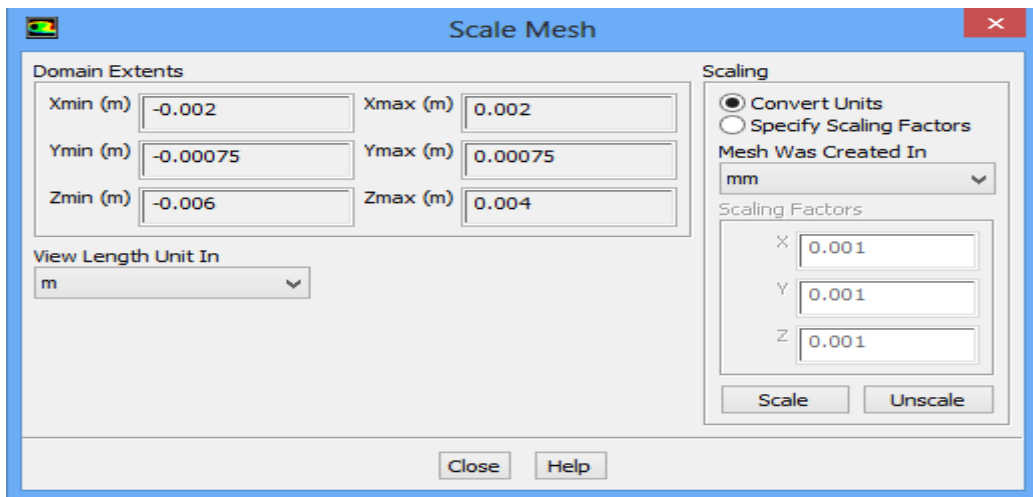 Scale Mesh
Domain Extents
Xmin (m) -0.002 Xmax (m) 0.002
Ymin (m) -0.00075 Ymax (m) 0.00075
Zmin (m) -0.006 Zmax (m) 0.004
View Length Unit In
m
Scaling
Convert Units
Specify Scaling Factors
Mesh Was Created In
mm
Scaling Factors
X 0.001
Y 0.001
Z 0.001
Scale Unscale
Close Help